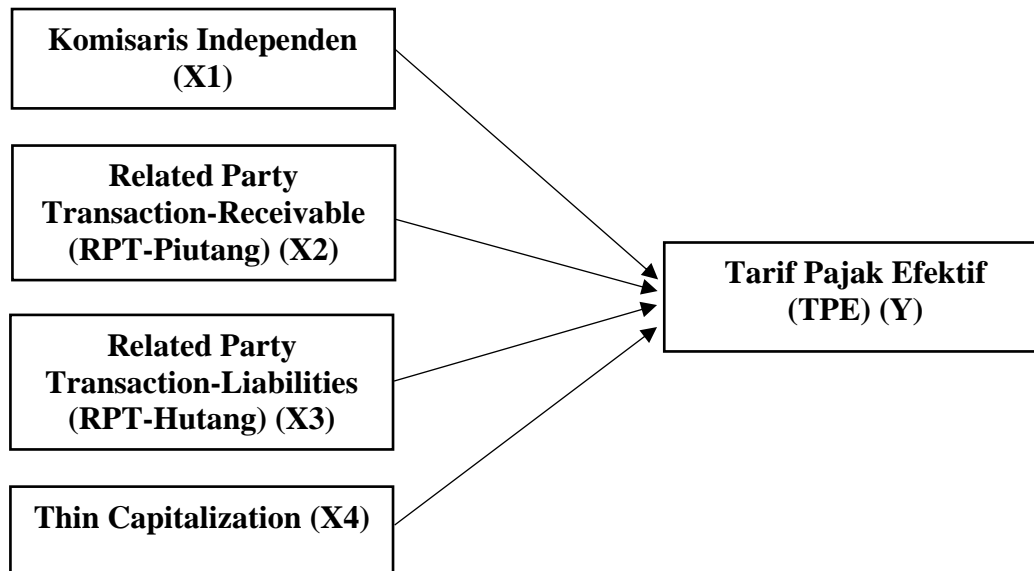 Komisaris Independen
(X1)
Related Party
Transaction-Receivable
(RPT-Piutang) (X2)
Related Party
Transaction-Liabilities
(RPT-Hutang) (X3)
Thin Capitalization (X4)
Tarif Pajak Efektif
(TPE) (Y)